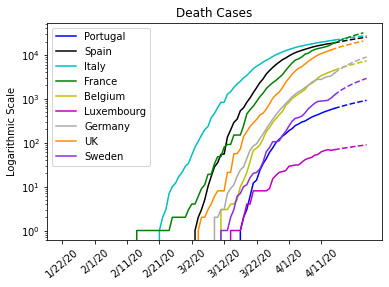 Death Cases
Logarithmic Scale
10⁴
10³
10²
10¹
10⁰
Portugal
Spain
Italy
France
Belgium
Luxembourg
Germany
UK
Sweden
1/22/20
2/1/20
2/11/20
2/21/20
3/2/20
3/12/20
3/22/20
4/1/20
4/11/20